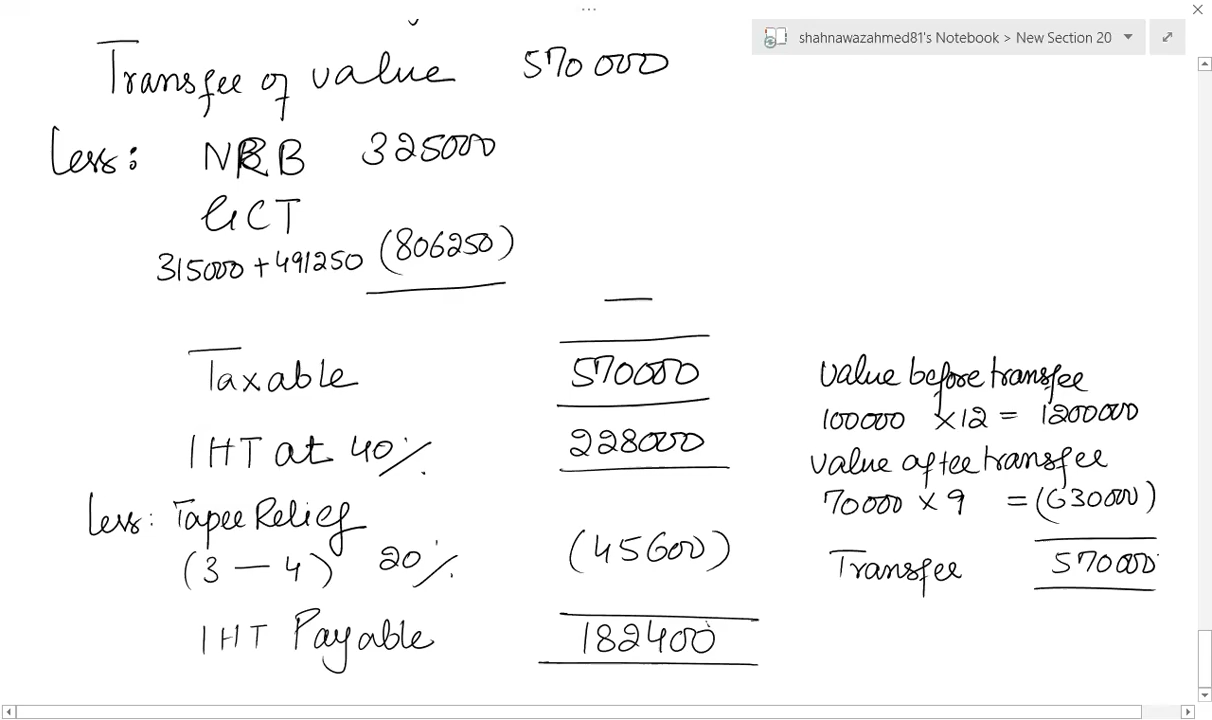 shahnawazahmed81's Notebook > New Section 20
Transfer of value 570000
Less: NRB 325000
GCT
315000 + 491250 (806250)
—
Taxable 570000
IHT at 40% 228000
Less: Taper Relief
(3 – 4) 20% (45600)
IHT Payable 182400
Value before transfer
100000 × 12 = 1200000
Value after transfer
70000 × 9 = (630000)
Transfer 570000